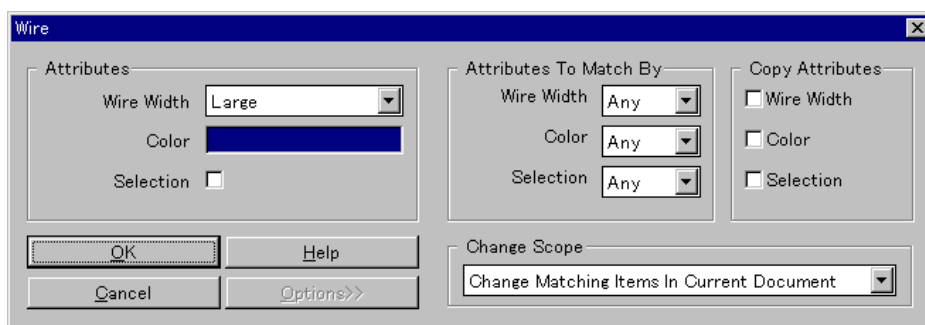 Wire
Attributes
Wire Width Large
Color
Selection
Attributes To Match By
Wire Width Any
Color Any
Selection Any
Copy Attributes
Wire Width
Color
Selection
OK Help
Cancel Options>>
Change Scope
Change Matching Items In Current Document